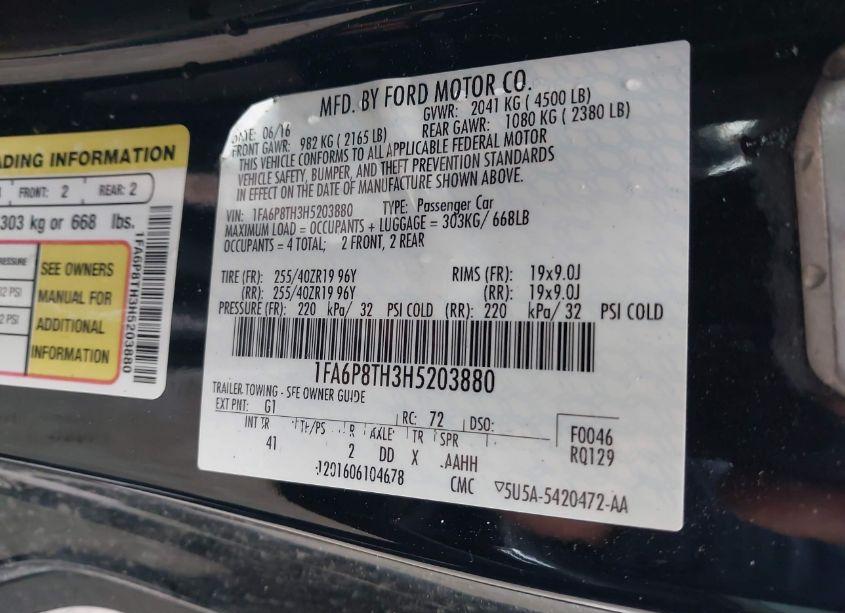 MFD. BY FORD MOTOR CO.
DATE: 06/16
GVWR: 2041 KG ( 4500 LB)
FRONT GAWR: 982 KG ( 2165 LB)
REAR GAWR: 1080 KG ( 2380 LB)
THIS VEHICLE CONFORMS TO ALL APPLICABLE FEDERAL MOTOR
VEHICLE SAFETY, BUMPER, AND THEFT PREVENTION STANDARDS
IN EFFECT ON THE DATE OF MANUFACTURE SHOWN ABOVE.
VIN: 1FA6P8TH3H5203880 TYPE: Passenger Car
MAXIMUM LOAD = OCCUPANTS + LUGGAGE = 303KG/ 668LB
OCCUPANTS = 4 TOTAL; 2 FRONT, 2 REAR
TIRE (FR): 255/40ZR19 96Y RIMS (FR): 19x9.0J
(RR): 255/40ZR19 96Y (RR): 19x9.0J
PRESSURE (FR): 220 kPa/ 32 PSI COLD (RR): 220 kPa/ 32 PSI COLD
1FA6P8TH3H5203880
TRAILER TOWING - SEE OWNER GUIDE
EXT PNT: G1 RC: 72 DSO:
INT TR TP/PS R AXLE TR SPR
41 2 DD X AAHH
F0046
RQ129
1201606104678 CMC 5U5A-5420472-AA
ADING INFORMATION
FRONT: 2 REAR: 2
303 kg or 668 lbs.
PRESSURE
PSI
PSI
SEE OWNERS
MANUAL FOR
ADDITIONAL
INFORMATION
1FA6P8TH3H5203880